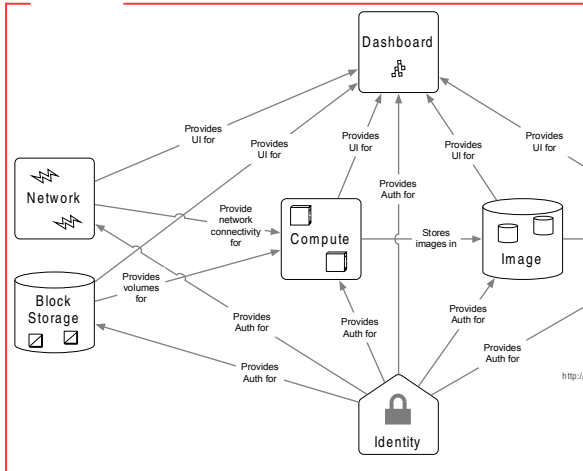 Dashboard
Provides
UI for
Provides
UI for
Provides
UI for
Provides
UI for
Provides
UI for
Provides
Auth for
Network
Provide
network
connectivity
for
Compute
Stores
images in
Image
Block
Storage
Provides
volumes
for
Provides
Auth for
Provides
Auth for
Provides
Auth for
Provides
Auth for
Provides
Auth for
http://
Identity